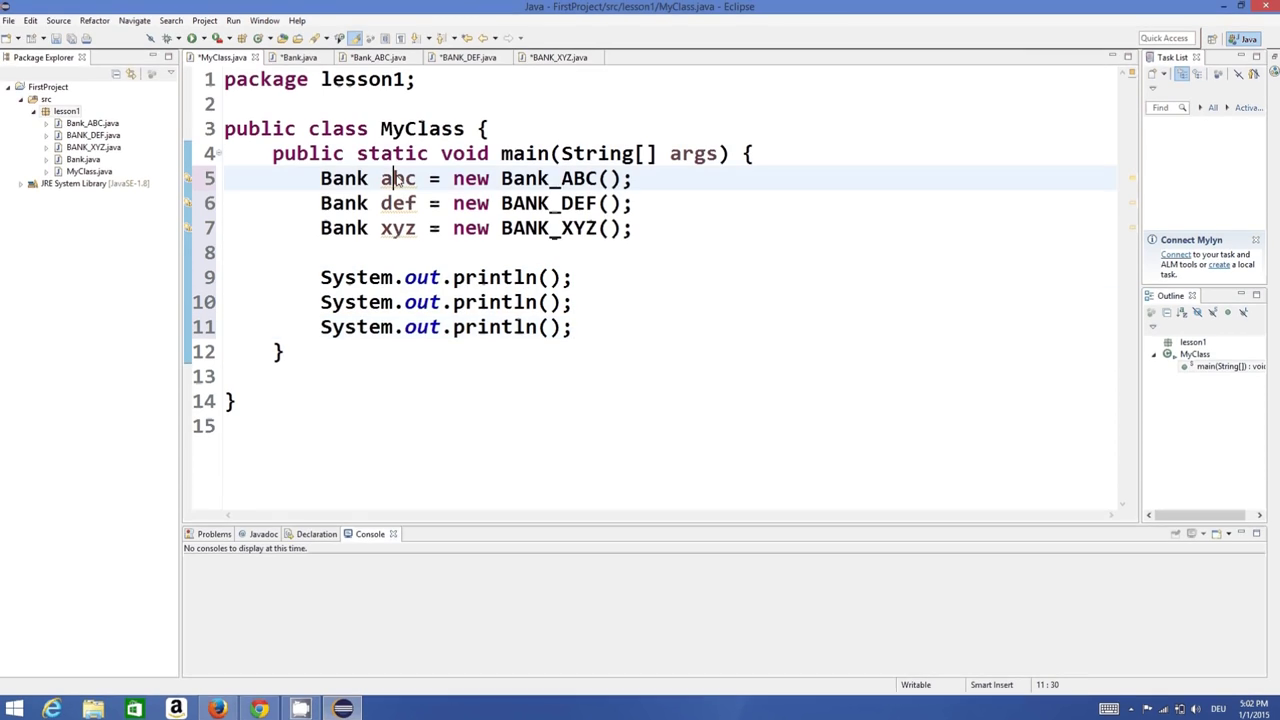 Java - FirstProject/src/lesson1/MyClass.java - Eclipse
File Edit Source Refactor Navigate Search Project Run Window Help
Quick Access
Java
Package Explorer
FirstProject
src
lesson1
Bank_ABC.java
BANK_DEF.java
BANK_XYZ.java
Bank.java
MyClass.java
JRE System Library [JavaSE-1.8]
*MyClass.java *Bank.java *Bank_ABC.java *BANK_DEF.java *BANK_XYZ.java
1 package lesson1;
2
3 public class MyClass {
4 public static void main(String[] args) {
5 Bank abc = new Bank_ABC();
6 Bank def = new BANK_DEF();
7 Bank xyz = new BANK_XYZ();
8
9 System.out.println();
10 System.out.println();
11 System.out.println();
12 }
13
14 }
15
Task List
Find All Activa...
Connect Mylyn
Connect to your task and
ALM tools or create a local
task.
Outline
lesson1
MyClass
main(String[]) : void
Problems Javadoc Declaration Console
No consoles to display at this time.
Writable Smart Insert 11 : 30
DEU
5:02 PM
1/1/2015